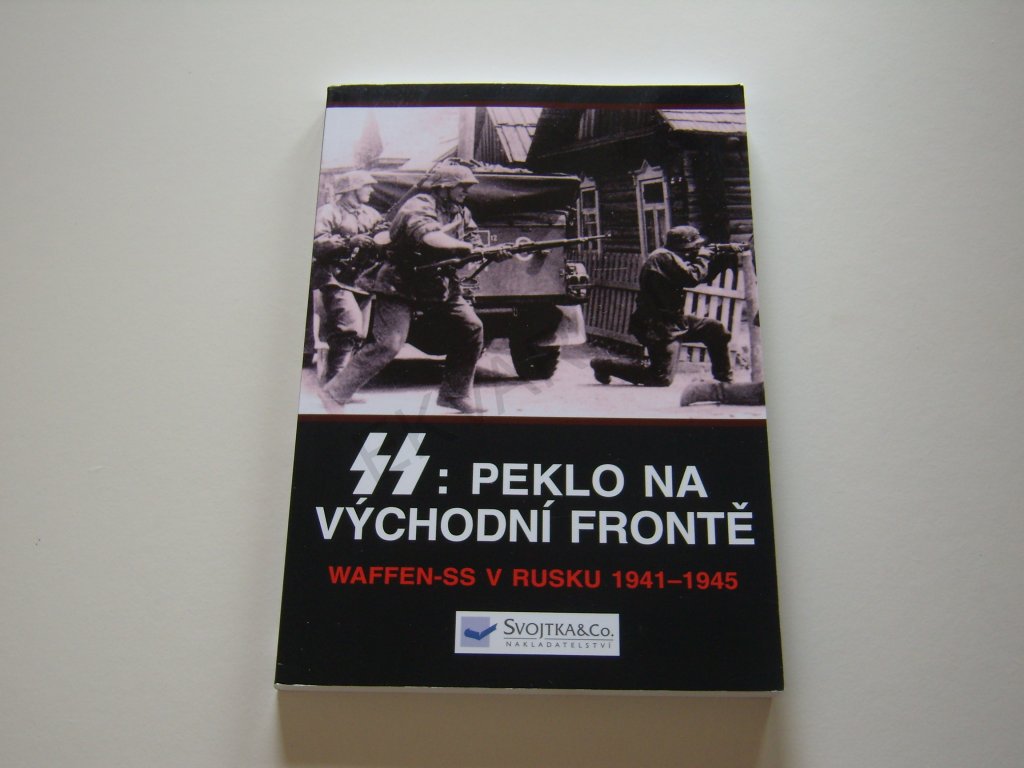 SS: PEKLO NA
VÝCHODNÍ FRONTĚ
WAFFEN-SS V RUSKU 1941–1945
SVOJTKA&CO.
NAKLADATELSTVÍ